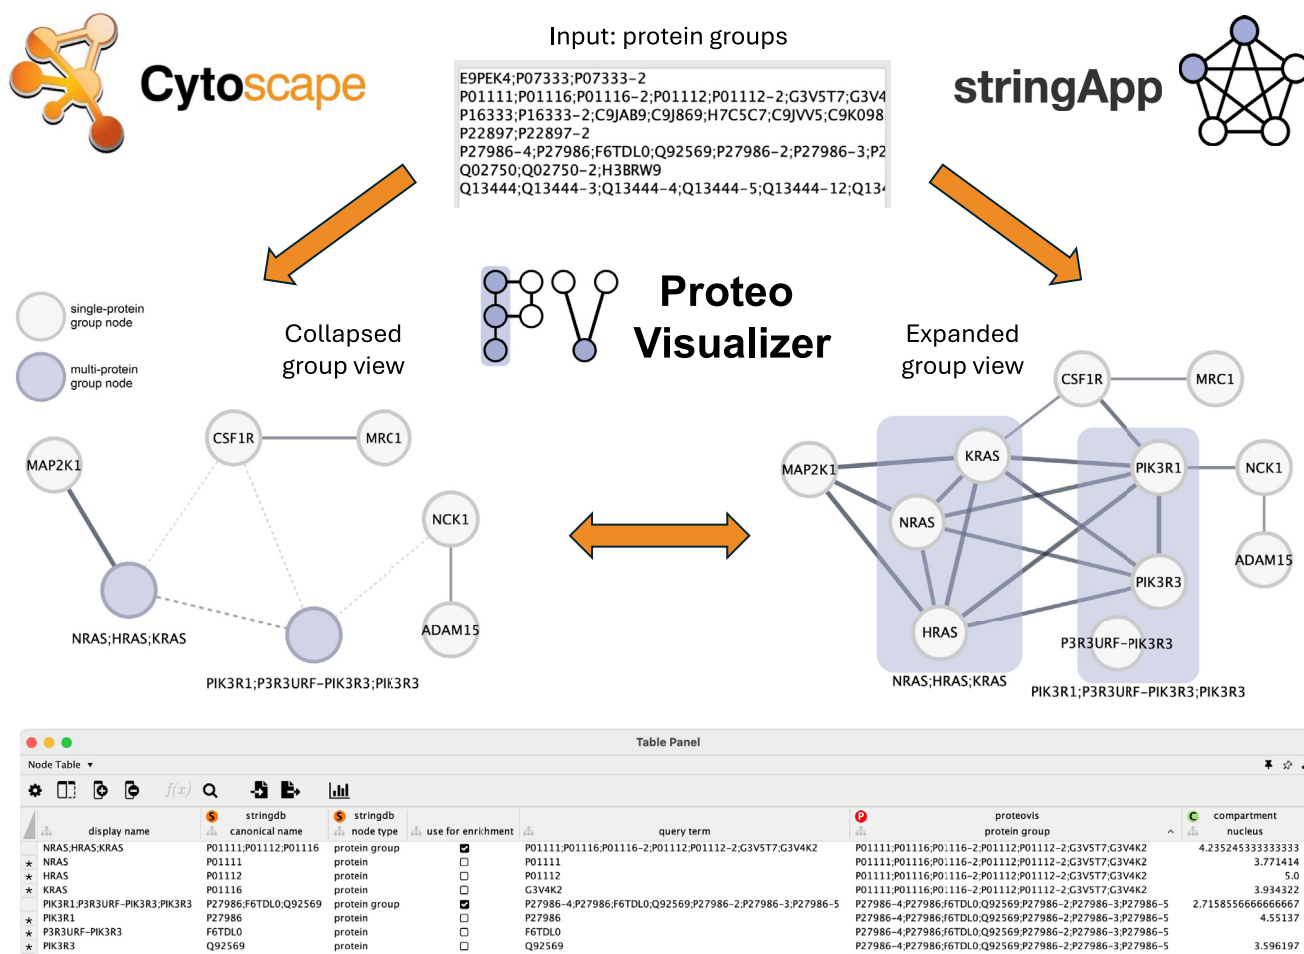 Cytoscape
Input: protein groups
stringApp
E9PEK4;P07333;P07333-2
P01111;P01116;P01116-2;P01112;P01112-2;G3V5T7;G3V4
P16333;P16333-2;C9JAB9;C9J869;H7C5C7;C9JVV5;C9K098
P22897;P22897-2
P27986-4;P27986;F6TDL0;Q92569;P27986-2;P27986-3;P2
Q02750;Q02750-2;H3BRW9
Q13444;Q13444-3;Q13444-4;Q13444-5;Q13444-12;Q134
Proteo
Visualizer
single-protein
group node
multi-protein
group node
Collapsed
group view
CSF1R
MRC1
MAP2K1
NCK1
ADAM15
NRAS;HRAS;KRAS
PIK3R1;P3R3URF-PIK3R3;PIK3R3
Expanded
group view
CSF1R
MRC1
KRAS
MAP2K1
PIK3R1
NCK1
NRAS
ADAM15
PIK3R3
HRAS
P3R3URF-PIK3R3
NRAS;HRAS;KRAS
PIK3R1;P3R3URF-PIK3R3;PIK3R3
Table Panel
Node Table
f(x)
S stringdb S stringdb P proteovis C compartment
display name canonical name node type use for enrichment query term protein group nucleus
NRAS;HRAS;KRAS P01111;P01112;P01116 protein group P01111;P01116;P01116-2;P01112;P01112-2;G3V5T7;G3V4K2 P01111;P01116;P01116-2;P01112;P01112-2;G3V5T7;G3V4K2 4.235245333333333
* NRAS P01111 protein P01111 P01111;P01116;P01116-2;P01112;P01112-2;G3V5T7;G3V4K2 3.771414
* HRAS P01112 protein P01112 P01111;P01116;P01116-2;P01112;P01112-2;G3V5T7;G3V4K2 5.0
* KRAS P01116 protein G3V4K2 P01111;P01116;P01116-2;P01112;P01112-2;G3V5T7;G3V4K2 3.934322
PIK3R1;P3R3URF-PIK3R3;PIK3R3 P27986;F6TDL0;Q92569 protein group P27986-4;P27986;F6TDL0;Q92569;P27986-2;P27986-3;P27986-5 P27986-4;P27986;F6TDL0;Q92569;P27986-2;P27986-3;P27986-5 2.7158556666666667
* PIK3R1 P27986 protein P27986 P27986-4;P27986;F6TDL0;Q92569;P27986-2;P27986-3;P27986-5 4.55137
* P3R3URF-PIK3R3 F6TDL0 protein F6TDL0 P27986-4;P27986;F6TDL0;Q92569;P27986-2;P27986-3;P27986-5
* PIK3R3 Q92569 protein Q92569 P27986-4;P27986;F6TDL0;Q92569;P27986-2;P27986-3;P27986-5 3.596197